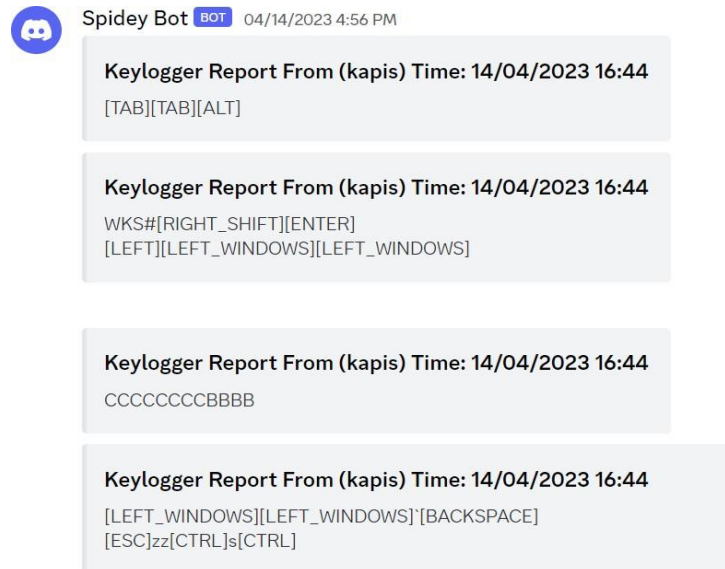 Spidey Bot BOT 04/14/2023 4:56 PM
Keylogger Report From (kapis) Time: 14/04/2023 16:44
[TAB][TAB][ALT]
Keylogger Report From (kapis) Time: 14/04/2023 16:44
WKS#[RIGHT_SHIFT][ENTER]
[LEFT][LEFT_WINDOWS][LEFT_WINDOWS]
Keylogger Report From (kapis) Time: 14/04/2023 16:44
CCCCCCCCBBBB
Keylogger Report From (kapis) Time: 14/04/2023 16:44
[LEFT_WINDOWS][LEFT_WINDOWS]`[BACKSPACE]
[ESC]zz[CTRL]s[CTRL]